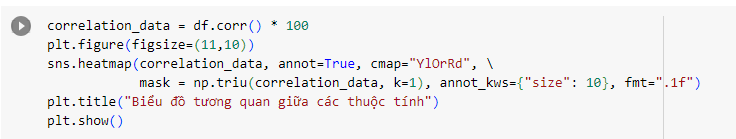 correlation_data = df.corr() * 100
plt.figure(figsize=(11,10))
sns.heatmap(correlation_data, annot=True, cmap="YlOrRd", \
            mask = np.triu(correlation_data, k=1), annot_kws={"size": 10}, fmt=".1f")
plt.title("Biểu đồ tương quan giữa các thuộc tính")
plt.show()